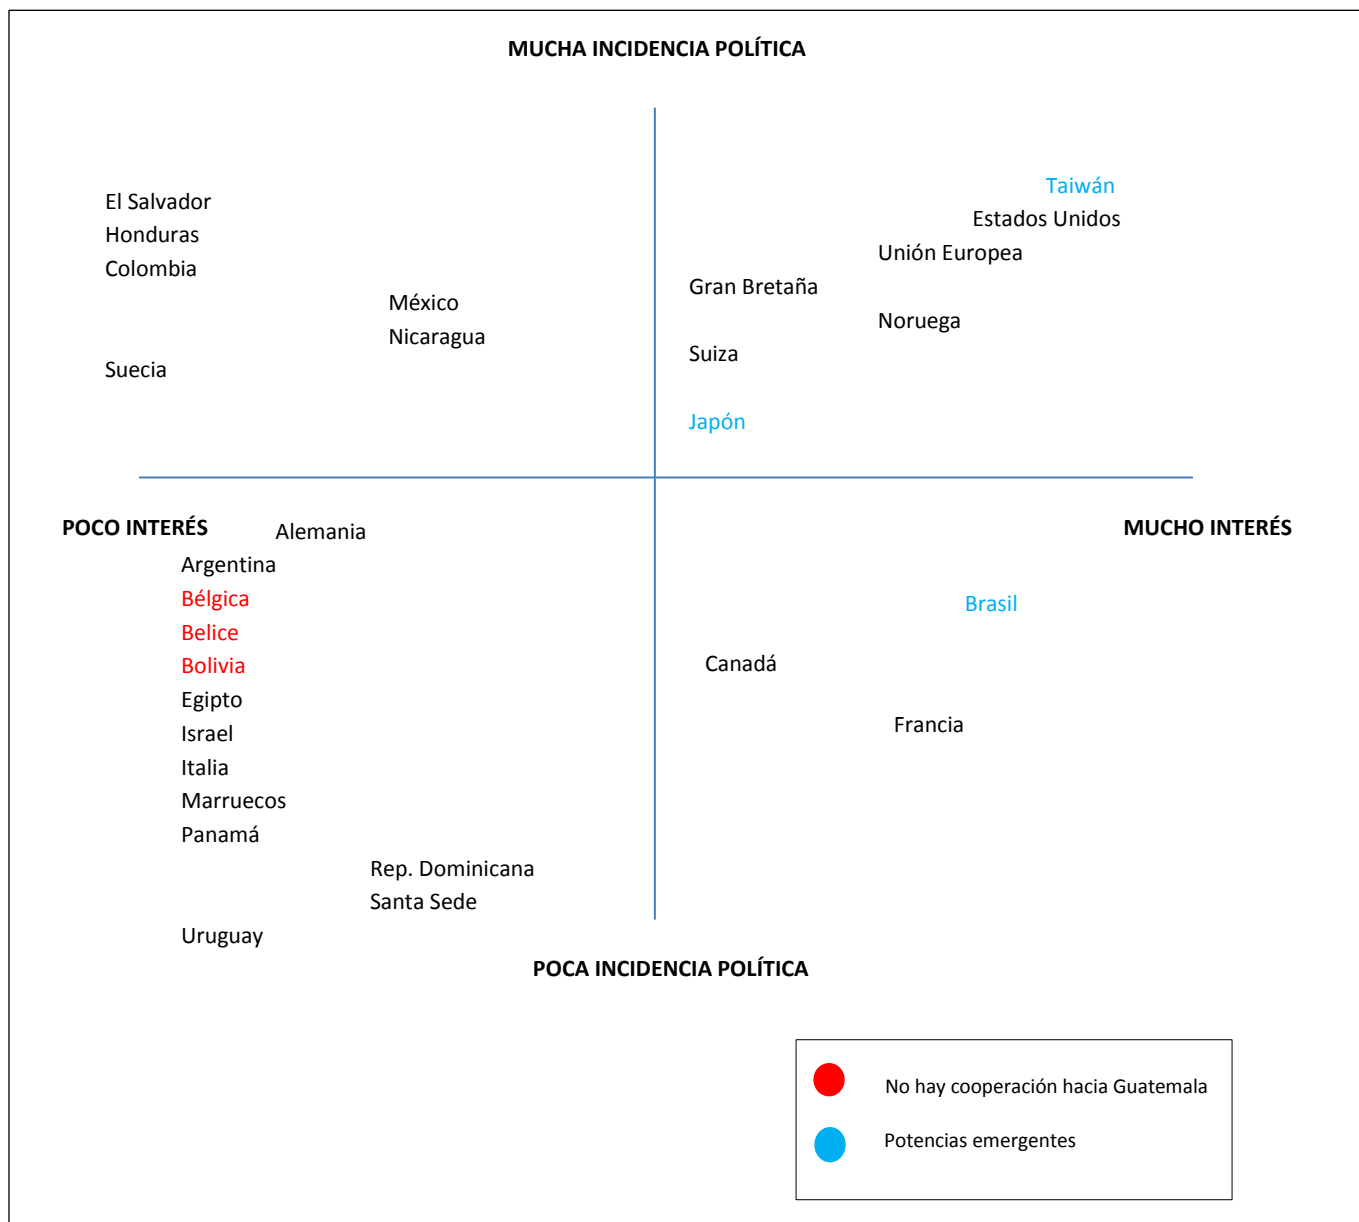 MUCHA INCIDENCIA POLÍTICA
Taiwán
El Salvador
Estados Unidos
Honduras
Unión Europea
Colombia
Gran Bretaña
México
Noruega
Nicaragua
Suiza
Suecia
Japón
POCO INTERÉS
Alemania
MUCHO INTERÉS
Argentina
Bélgica
Brasil
Belice
Bolivia
Canadá
Egipto
Francia
Israel
Italia
Marruecos
Panamá
Rep. Dominicana
Santa Sede
Uruguay
POCA INCIDENCIA POLÍTICA
No hay cooperación hacia Guatemala
Potencias emergentes